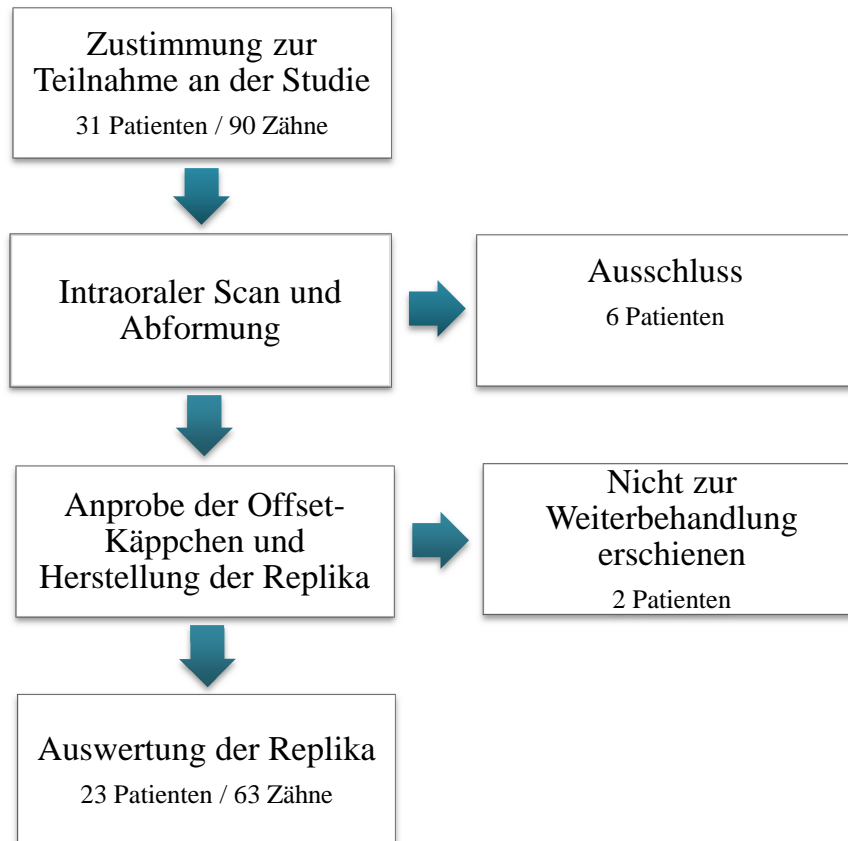 Zustimmung zur
Teilnahme an der Studie
31 Patienten / 90 Zähne
Intraoraler Scan und
Abformung
Ausschluss
6 Patienten
Anprobe der Offset-
Käppchen und
Herstellung der Replika
Nicht zur
Weiterbehandlung
erschienen
2 Patienten
Auswertung der Replika
23 Patienten / 63 Zähne